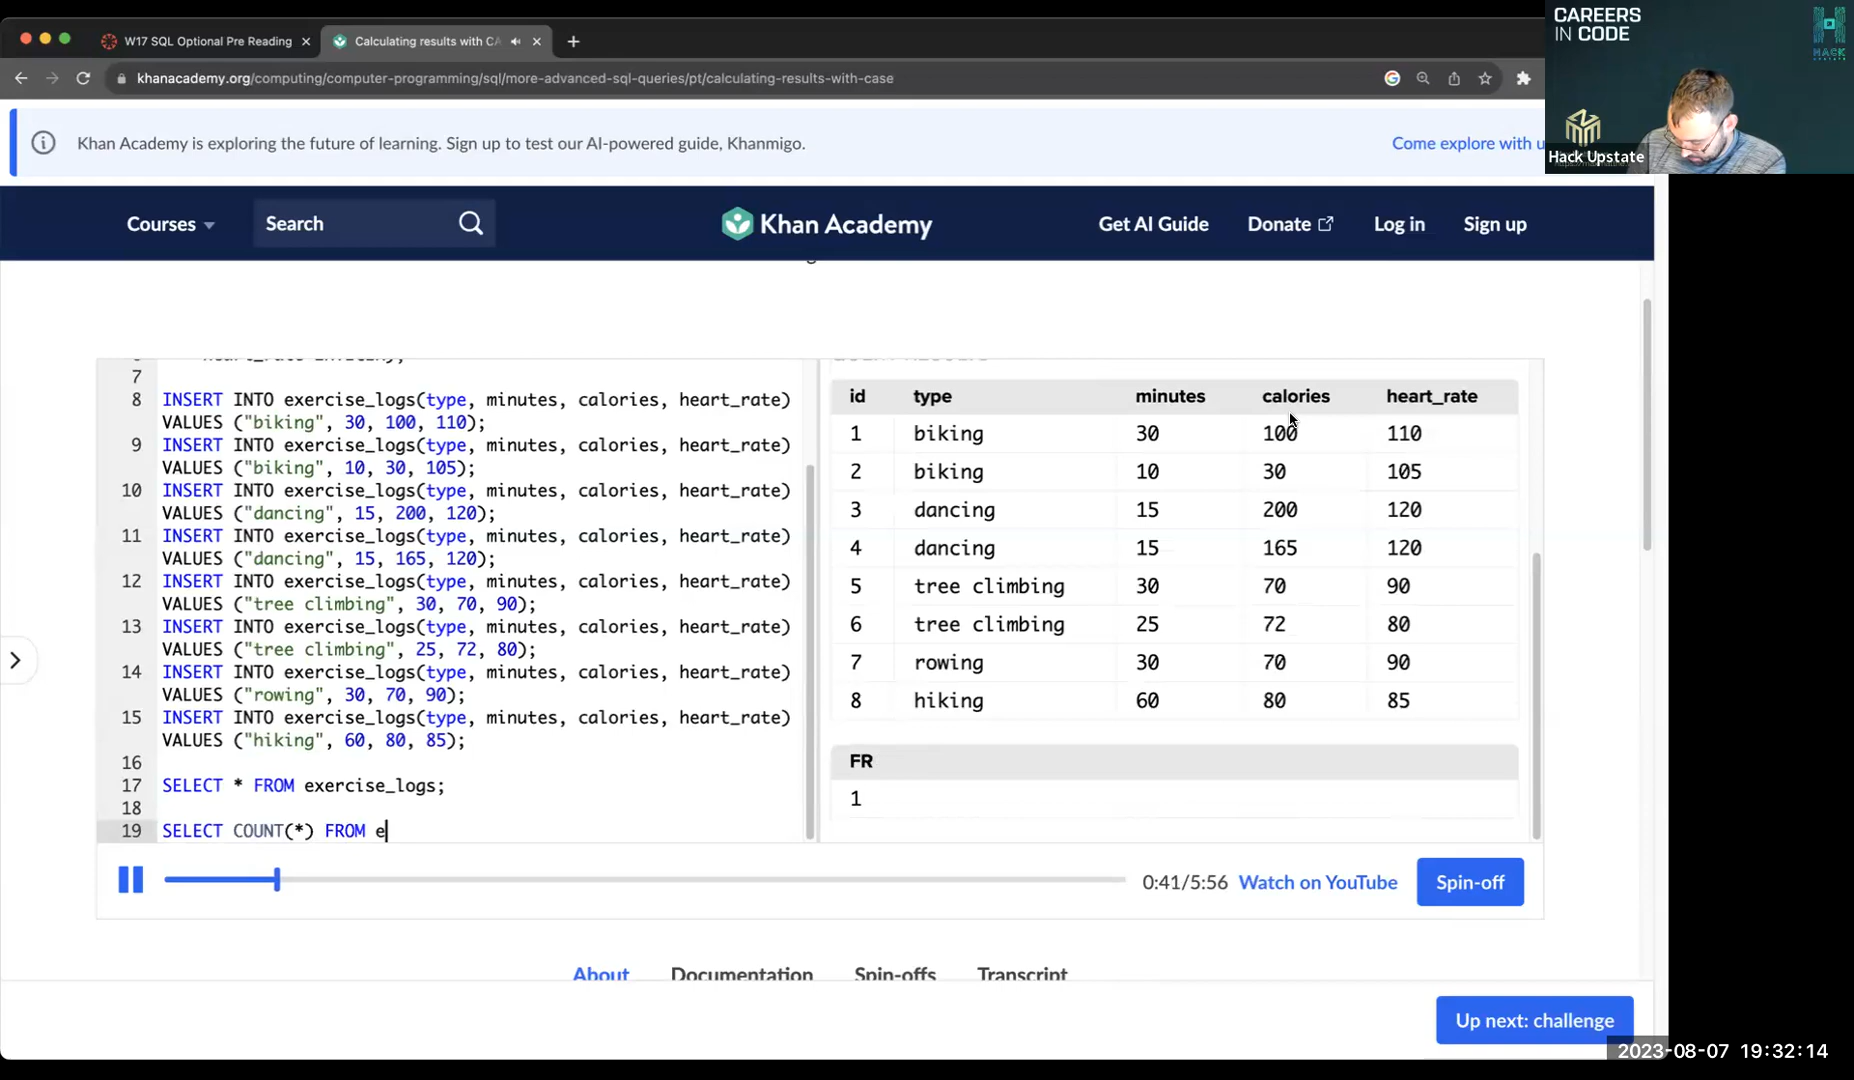 W17 SQL Optional Pre Reading
Calculating results with CA
khanacademy.org/computing/computer-programming/sql/more-advanced-sql-queries/pt/calculating-results-with-case
CAREERS
IN CODE
HACK
UPSTATE
Hack Upstate
Khan Academy is exploring the future of learning. Sign up to test our AI-powered guide, Khanmigo.
Come explore with u
Courses
Search
Khan Academy
Get AI Guide
Donate
Log in
Sign up
7
8 INSERT INTO exercise_logs(type, minutes, calories, heart_rate)
VALUES ("biking", 30, 100, 110);
9 INSERT INTO exercise_logs(type, minutes, calories, heart_rate)
VALUES ("biking", 10, 30, 105);
10 INSERT INTO exercise_logs(type, minutes, calories, heart_rate)
VALUES ("dancing", 15, 200, 120);
11 INSERT INTO exercise_logs(type, minutes, calories, heart_rate)
VALUES ("dancing", 15, 165, 120);
12 INSERT INTO exercise_logs(type, minutes, calories, heart_rate)
VALUES ("tree climbing", 30, 70, 90);
13 INSERT INTO exercise_logs(type, minutes, calories, heart_rate)
VALUES ("tree climbing", 25, 72, 80);
14 INSERT INTO exercise_logs(type, minutes, calories, heart_rate)
VALUES ("rowing", 30, 70, 90);
15 INSERT INTO exercise_logs(type, minutes, calories, heart_rate)
VALUES ("hiking", 60, 80, 85);
16
17 SELECT * FROM exercise_logs;
18
19 SELECT COUNT(*) FROM e
id type minutes calories heart_rate
1 biking 30 100 110
2 biking 10 30 105
3 dancing 15 200 120
4 dancing 15 165 120
5 tree climbing 30 70 90
6 tree climbing 25 72 80
7 rowing 30 70 90
8 hiking 60 80 85
FR
1
0:41/5:56
Watch on YouTube
Spin-off
About
Documentation
Spin-offs
Transcript
Up next: challenge
2023-08-07 19:32:14